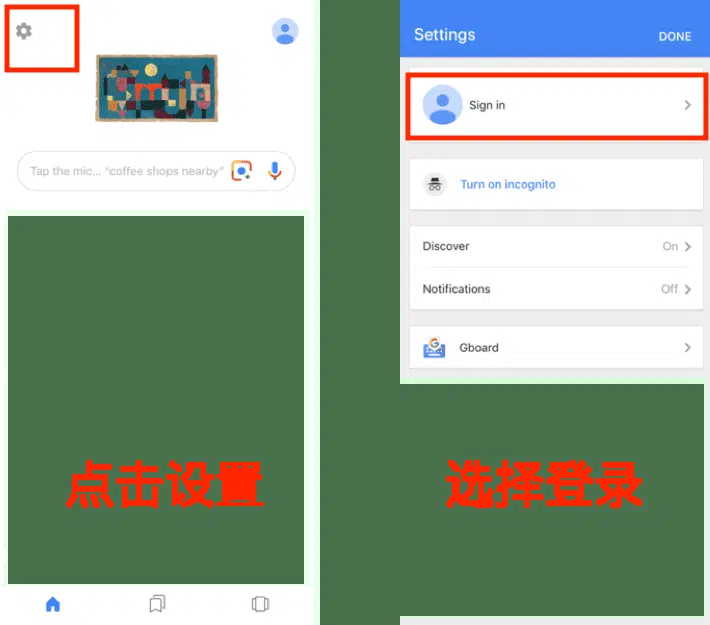 Tap the mic... “coffee shops nearby”
点击设置
Settings
DONE
Sign in
Turn on incognito
Discover
On
Notifications
Off
Gboard
选择登录